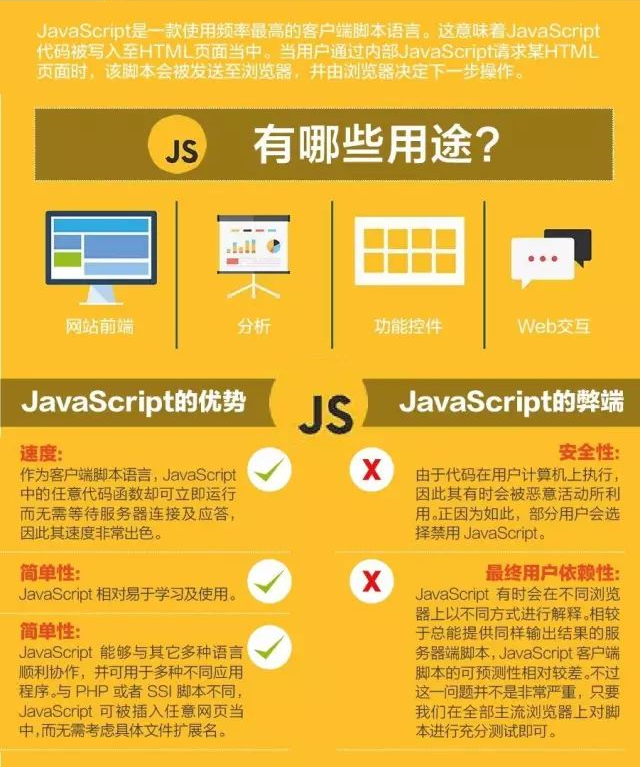 JavaScript是一款使用频率最高的客户端脚本语言。这意味着JavaScript
代码被写入至HTML页面当中。当用户通过内部JavaScript请求某HTML
页面时，该脚本会被发送至浏览器，并由浏览器决定下一步操作。
JS 有哪些用途？
网站前端
分析
功能控件
Web交互
JavaScript的优势
JS
JavaScript的弊端
速度:
作为客户端脚本语言，JavaScript
中的任意代码函数却可立即运行
而无需等待服务器连接及应答，
因此其速度非常出色。
简单性:
JavaScript 相对易于学习及使用。
简单性:
JavaScript 能够与其它多种语言
顺利协作，并可用于多种不同应用
程序。与 PHP 或者 SSI 脚本不同，
JavaScript 可被插入任意网页当
中，而无需考虑具体文件扩展名。
X
安全性:
由于代码在用户计算机上执行，
因此其有时会被恶意活动所利
用。正因为如此，部分用户会选
择禁用 JavaScript。
X
最终用户依赖性:
JavaScript 有时会在不同浏览
器上以不同方式进行解释。相较
于总能提供同样输出结果的服
务器端脚本，JavaScript 客户端
脚本的可预测性相对较差。不过
这一问题并不是非常严重，只要
我们在全部主流浏览器上对脚
本进行充分测试即可。